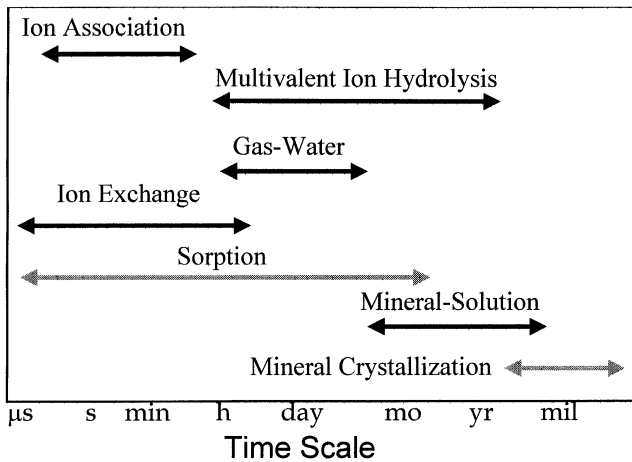 Ion Association
Multivalent Ion Hydrolysis
Gas-Water
Ion Exchange
Sorption
Mineral-Solution
Mineral Crystallization
μs s min h day mo yr mil
Time Scale